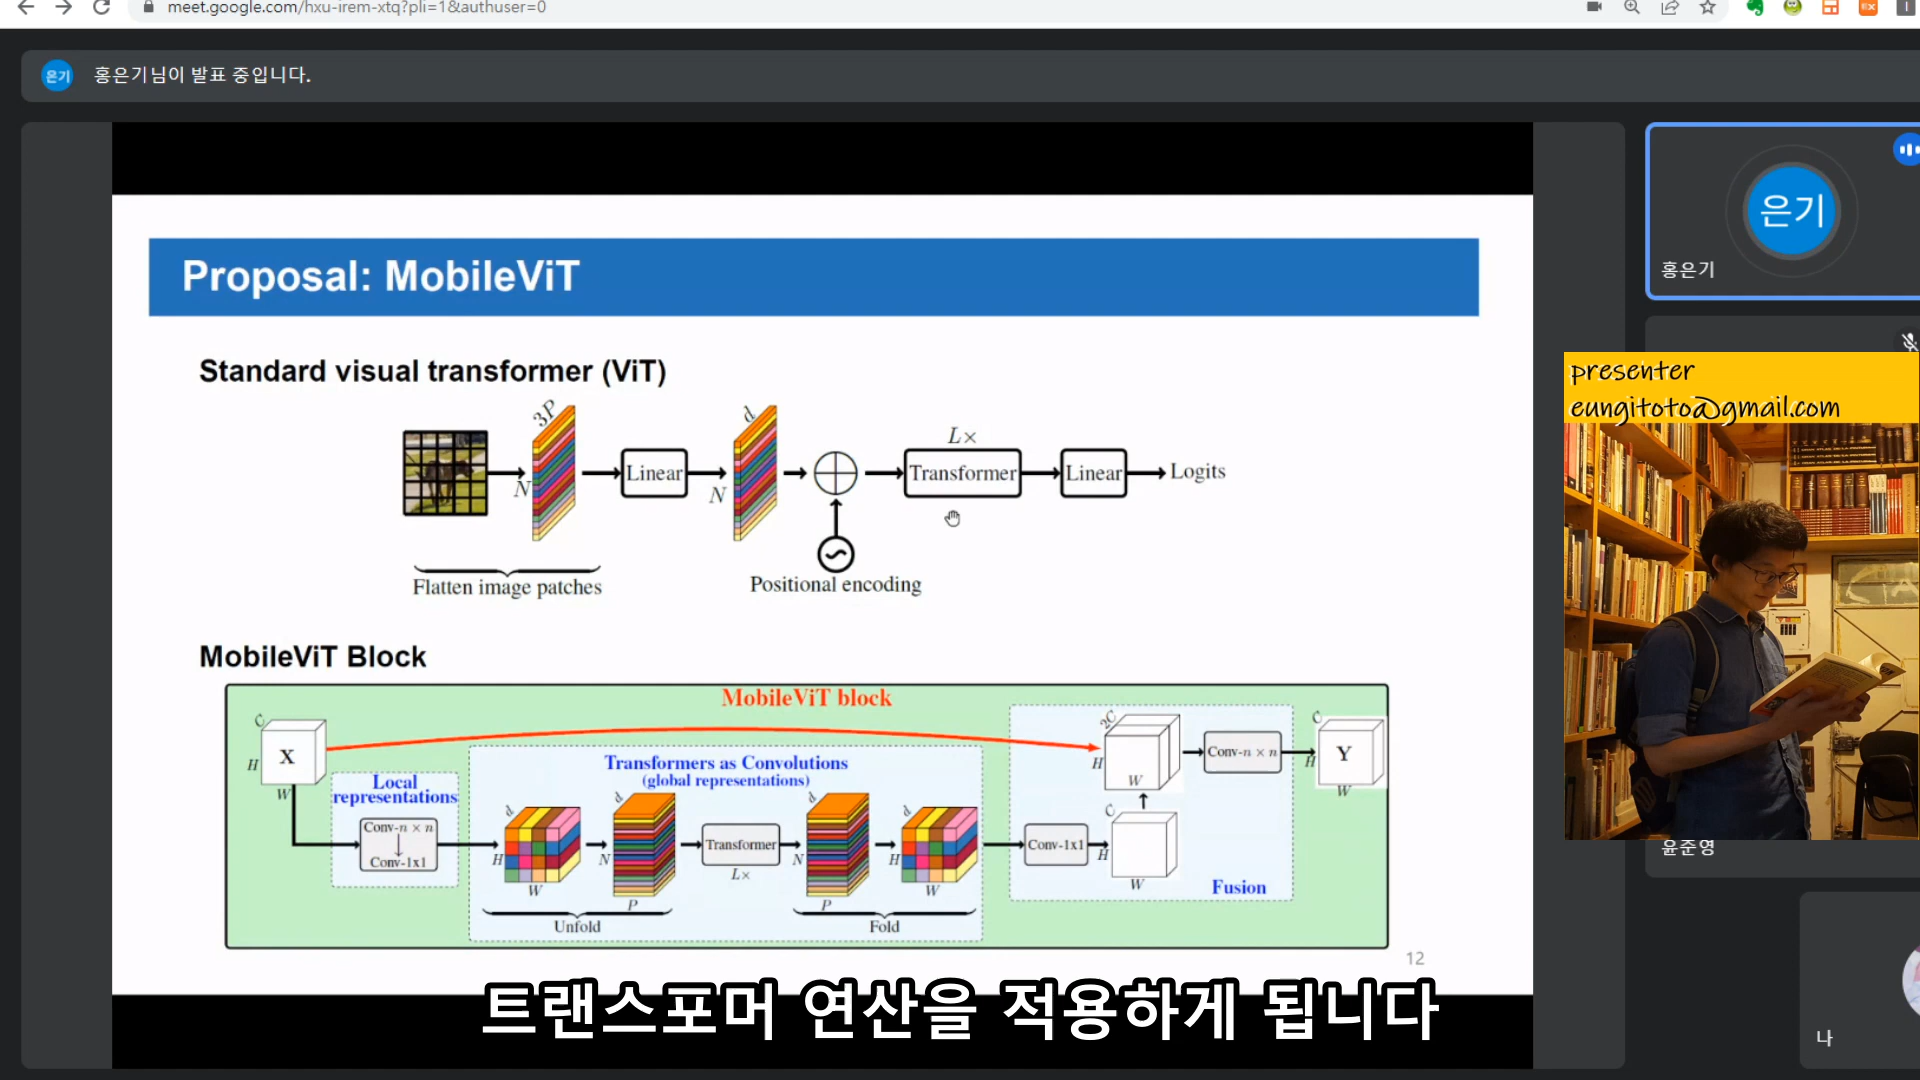 meet.google.com/hxu-irem-xtq?pli=1&authuser=0
은기 홍은기님이 발표 중입니다.
Proposal: MobileViT
Standard visual transformer (ViT)
3P
N
Linear
d
N
L×
Transformer
Linear
Logits
Flatten image patches
Positional encoding
MobileViT Block
MobileViT block
C
H
X
W
Local
representations
Conv-n × n
Conv-1x1
Transformers as Convolutions
(global representations)
d
H
W
d
N
P
Unfold
Transformer
L×
d
N
P
d
H
W
Fold
Conv-1x1
C
H
W
2C
H
W
Conv-n × n
Fusion
C
H
Y
W
12
트랜스포머 연산을 적용하게 됩니다
은기
홍은기
presenter
eungitoto@gmail.com
윤준영
나